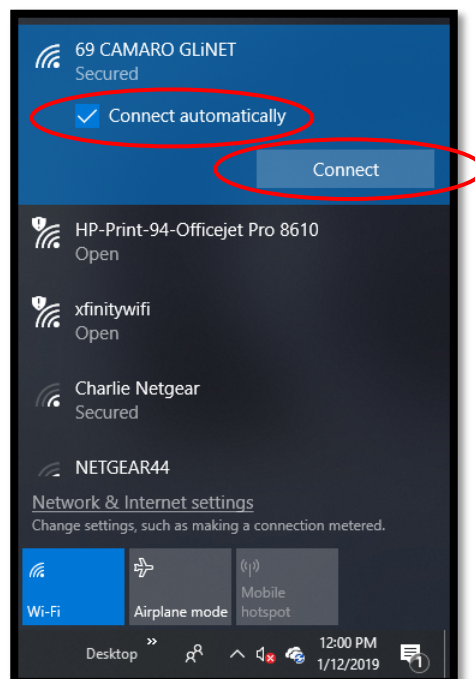 69 CAMARO GLiNET
Secured
Connect automatically
Connect
HP-Print-94-Officejet Pro 8610
Open
xfinitywifi
Open
Charlie Netgear
Secured
NETGEAR44
Network & Internet settings
Change settings, such as making a connection metered.
Wi-Fi
Airplane mode
Mobile
hotspot
Desktop
12:00 PM
1/12/2019
1